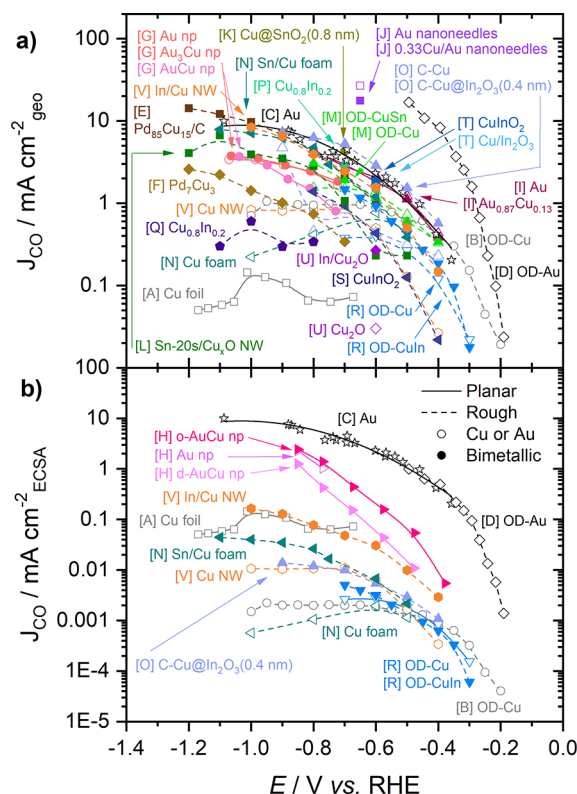 a)
[G] Au np
[G] Au3Cu np
[G] AuCu np
[K] Cu@SnO2(0.8 nm)
[J] Au nanoneedles
[J] 0.33Cu/Au nanoneedles
[N] Sn/Cu foam
[O] C-Cu
[O] C-Cu@In2O3(0.4 nm)
[V] In/Cu NW
[P] Cu0.8In0.2
[E]
Pd85Cu15/C
[C] Au
[M] OD-CuSn
[M] OD-Cu
[T] CuInO2
[T] Cu/In2O3
[F] Pd7Cu3
[I] Au
[I] Au0.87Cu0.13
[V] Cu NW
[Q] Cu0.8In0.2
[B] OD-Cu
[N] Cu foam
[U] In/Cu2O
[D] OD-Au
[A] Cu foil
[S] CuInO2
[R] OD-Cu
[U] Cu2O
[R] OD-CuIn
[L] Sn-20s/CuxO NW
100
10
1
0.1
JCO / mA cm-2 geo
b)
Planar
Rough
Cu or Au
Bimetallic
[C] Au
[H] o-AuCu np
[H] Au np
[H] d-AuCu np
[V] In/Cu NW
[A] Cu foil
[D] OD-Au
[N] Sn/Cu foam
[V] Cu NW
[N] Cu foam
[O] C-Cu@In2O3(0.4 nm)
[R] OD-Cu
[R] OD-CuIn
[B] OD-Cu
100
10
1
0.1
0.01
0.001
1E-4
1E-5
JCO / mA cm-2 ECSA
-1.4 -1.2 -1.0 -0.8 -0.6 -0.4 -0.2 0.0
E / V vs. RHE